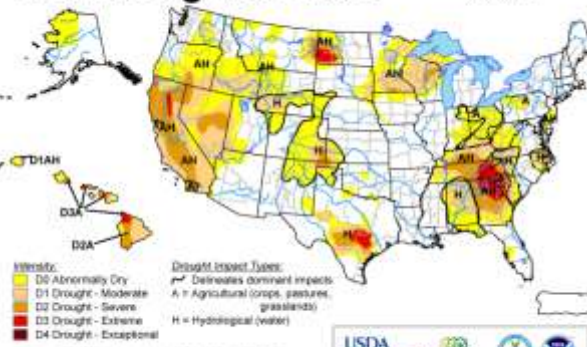 AH
AH
AH
AH
H
A
A
AH
AH
H
AH
AH
H
H
H
D1AH
D3A
D2A
Intensity:
D0 Abnormally Dry
D1 Drought - Moderate
D2 Drought - Severe
D3 Drought - Extreme
D4 Drought - Exceptional
Drought Impact Types:
Delineates dominant impacts
A = Agricultural (crops, pastures,
grasslands)
H = Hydrological (water)
USDA